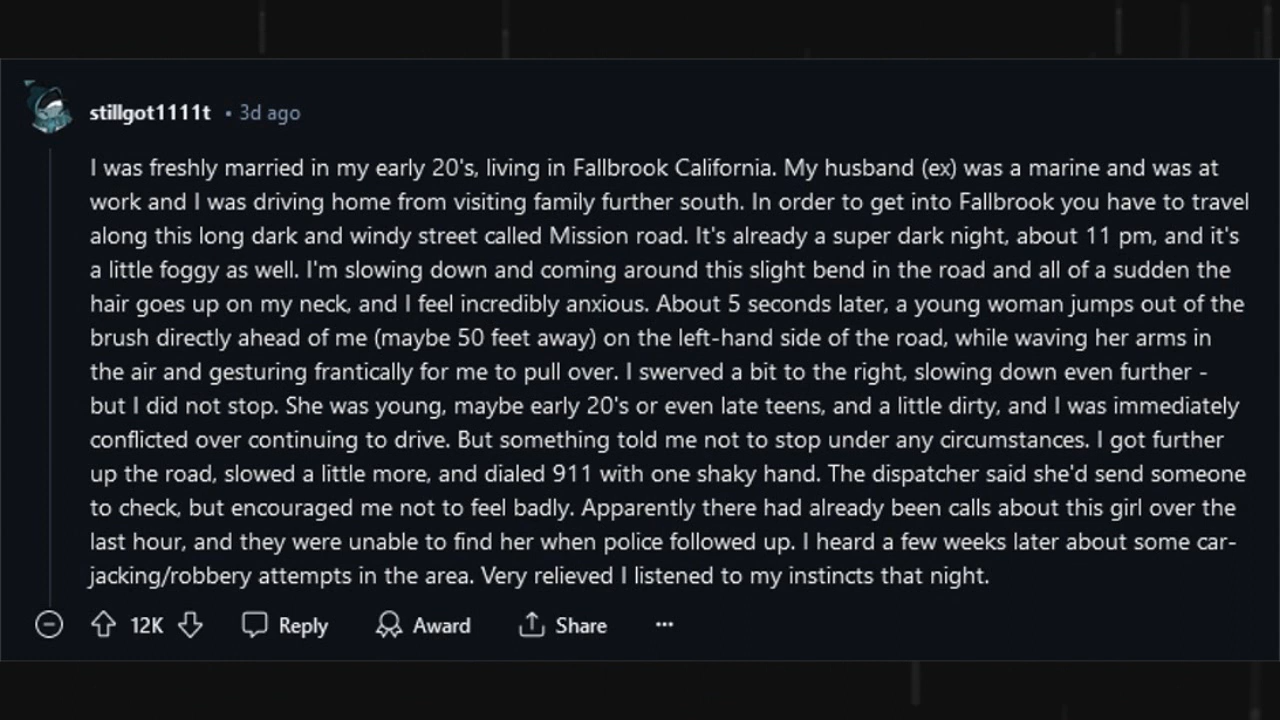 stillgot1111t • 3d ago
I was freshly married in my early 20's, living in Fallbrook California. My husband (ex) was a marine and was at
work and I was driving home from visiting family further south. In order to get into Fallbrook you have to travel
along this long dark and windy street called Mission road. It's already a super dark night, about 11 pm, and it's
a little foggy as well. I'm slowing down and coming around this slight bend in the road and all of a sudden the
hair goes up on my neck, and I feel incredibly anxious. About 5 seconds later, a young woman jumps out of the
brush directly ahead of me (maybe 50 feet away) on the left-hand side of the road, while waving her arms in
the air and gesturing frantically for me to pull over. I swerved a bit to the right, slowing down even further -
but I did not stop. She was young, maybe early 20's or even late teens, and a little dirty, and I was immediately
conflicted over continuing to drive. But something told me not to stop under any circumstances. I got further
up the road, slowed a little more, and dialed 911 with one shaky hand. The dispatcher said she'd send someone
to check, but encouraged me not to feel badly. Apparently there had already been calls about this girl over the
last hour, and they were unable to find her when police followed up. I heard a few weeks later about some car-
jacking/robbery attempts in the area. Very relieved I listened to my instincts that night.
12K Reply Award Share ...